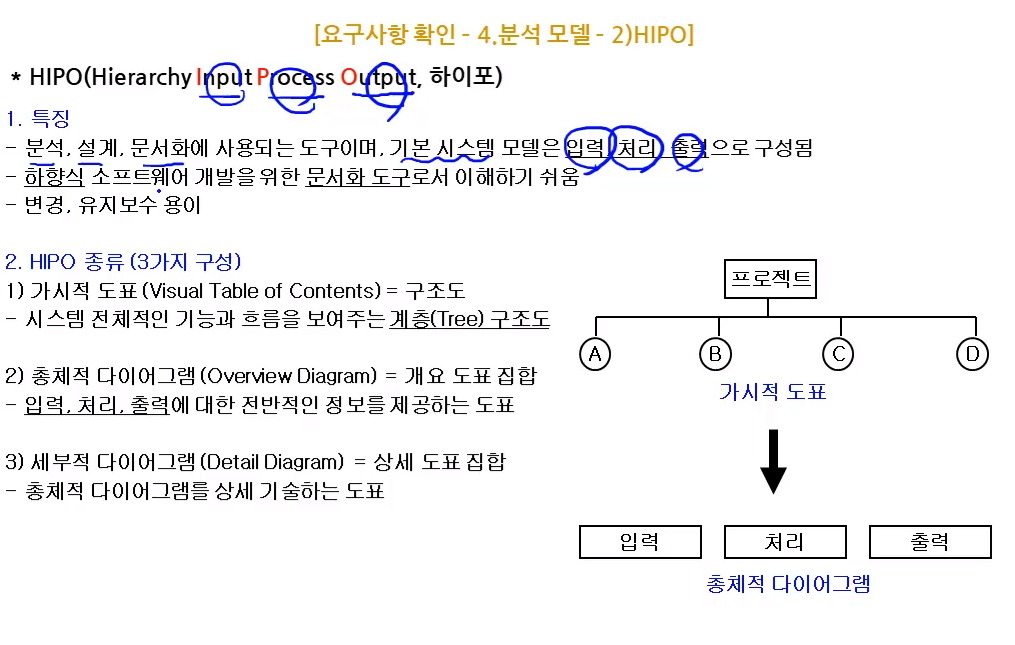 [요구사항 확인 - 4.분석 모델 - 2)HIPO]
* HIPO(Hierarchy Input Process Output, 하이포)
1. 특징
- 분석, 설계, 문서화에 사용되는 도구이며, 기본 시스템 모델은 입력, 처리, 출력으로 구성됨
- 하향식 소프트웨어 개발을 위한 문서화 도구로서 이해하기 쉬움
- 변경, 유지보수 용이
2. HIPO 종류 (3가지 구성)
1) 가시적 도표 (Visual Table of Contents) = 구조도
- 시스템 전체적인 기능과 흐름을 보여주는 계층(Tree) 구조도
2) 총체적 다이어그램 (Overview Diagram) = 개요 도표 집합
- 입력, 처리, 출력에 대한 전반적인 정보를 제공하는 도표
3) 세부적 다이어그램 (Detail Diagram) = 상세 도표 집합
- 총체적 다이어그램를 상세 기술하는 도표
프로젝트
A B C D
가시적 도표
입력 처리 출력
총체적 다이어그램